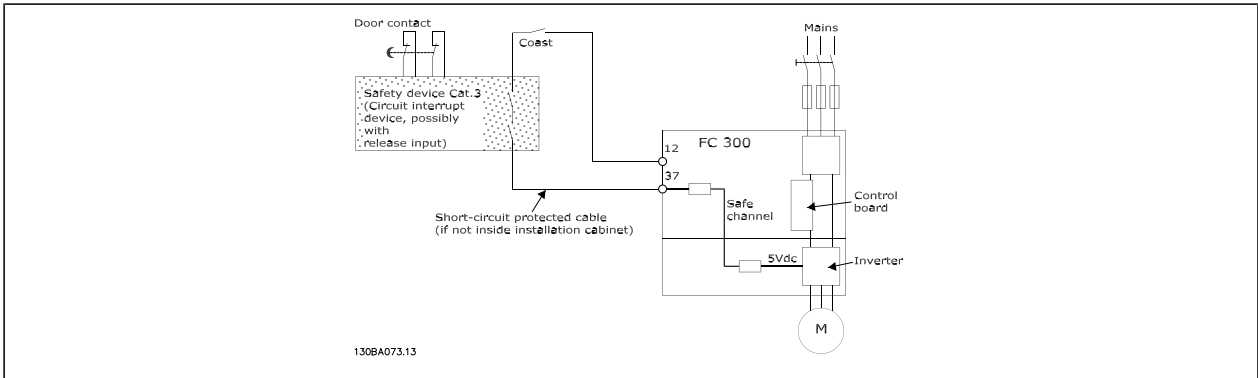 Door contact
Mains
Coast
Safety device Cat.3
(Circuit interrupt
device, possibly
with
release input)
12
FC 300
37
Safe
channel
Control
board
Short-circuit protected cable
(if not inside installation cabinet)
5Vdc
Inverter
M
130BA073.13